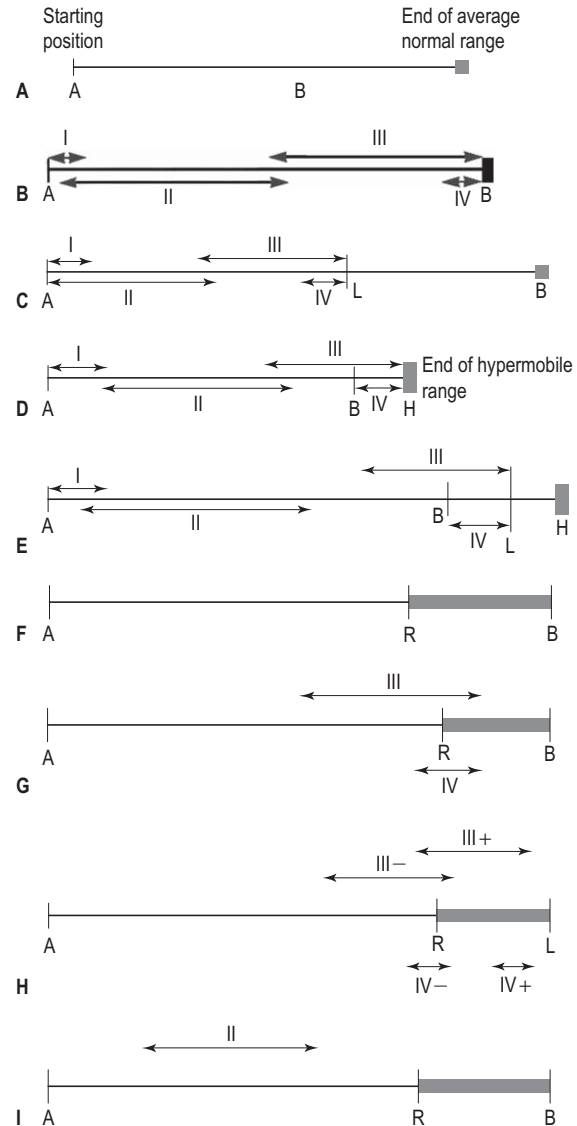 Starting position
End of average normal range
A A B
I III
B A II IV B
I III
C A II IV L B
I III End of hypermobile range
D A II B IV H
I III
E A II B IV L H
F A R B
III
A R B
G IV
III+
III−
A R L
H IV− IV+
II
I A R B